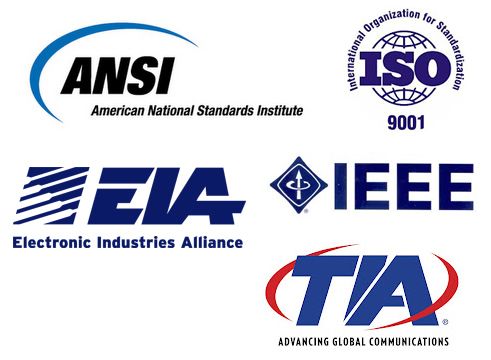 ANSI
American National Standards Institute
International Organization for Standardization
ISO
9001
EIA
Electronic Industries Alliance
IEEE
®
TIA
®
ADVANCING GLOBAL COMMUNICATIONS